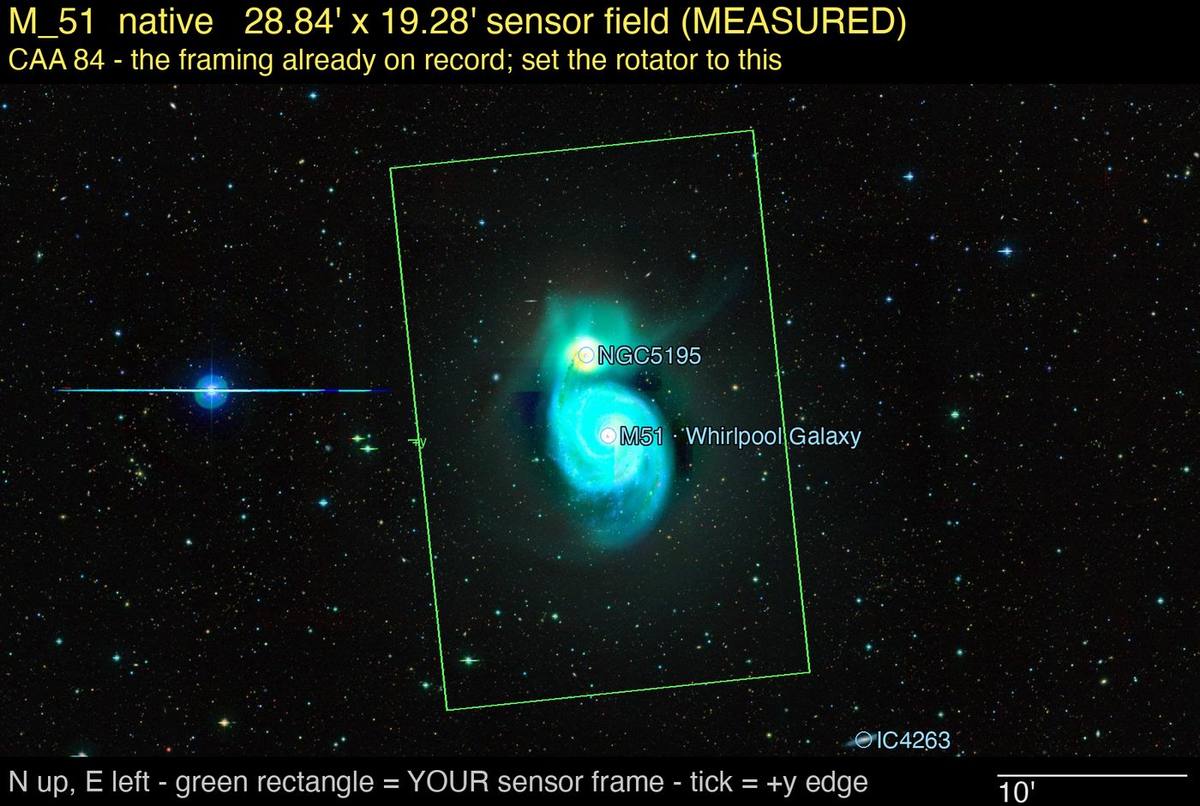 M_51 native 28.84' x 19.28' sensor field (MEASURED)
CAA 84 - the framing already on record; set the rotator to this
NGC5195
M51 · Whirlpool Galaxy
+y
IC4263
N up, E left - green rectangle = YOUR sensor frame - tick = +y edge
10'